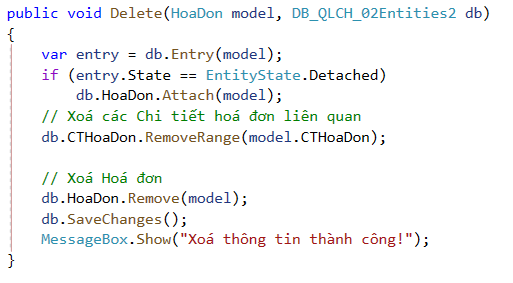 public void Delete(HoaDon model, DB_QLCH_02Entities2 db)
{
var entry = db.Entry(model);
if (entry.State == EntityState.Detached)
db.HoaDon.Attach(model);
// Xoá các Chi tiết hoá đơn liên quan
db.CTHoaDon.RemoveRange(model.CTHoaDon);
// Xoá Hoá đơn
db.HoaDon.Remove(model);
db.SaveChanges();
MessageBox.Show("Xoá thông tin thành công!");
}